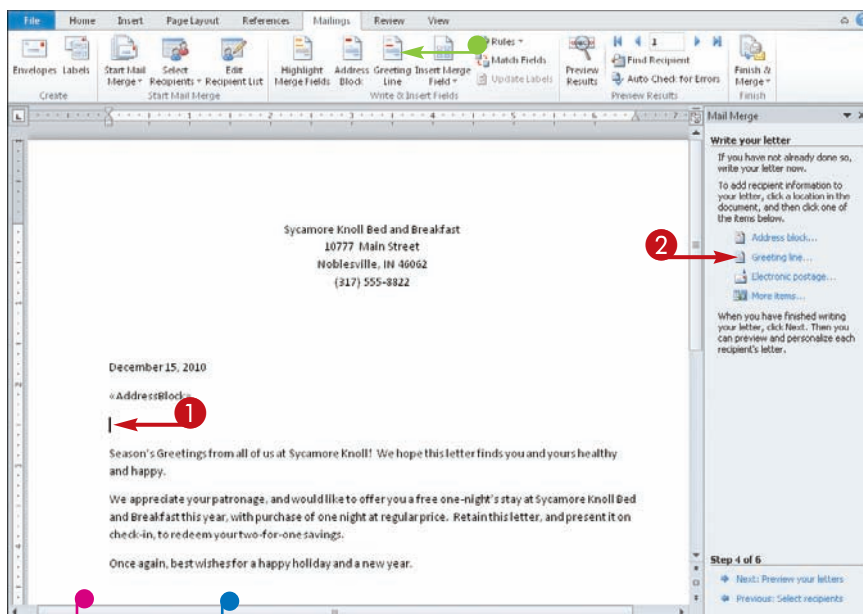 File Home Insert Page Layout References Mailings Review View
Envelopes Labels Start Mail Merge Select Recipients Edit Recipient List Highlight Merge Fields Address Block Greeting Line Insert Merge Field Rules Match Fields Update Labels Preview Results 1 Find Recipient Auto Check for Errors Finish & Merge
Create Start Mail Merge Write & Insert Fields Preview Results Finish
Mail Merge
Write your letter
If you have not already done so,
write your letter now.
To add recipient information to
your letter, click a location in the
document, and then click one of
the items below.
Address block...
2
Greeting line...
Electronic postage...
More items...
When you have finished writing
your letter, click Next. Then you
can preview and personalize each
recipient's letter.
Sycamore Knoll Bed and Breakfast
10777 Main Street
Noblesville, IN 46062
(317) 555-8822
December 15, 2010
«AddressBlock»
1
Season's Greetings from all of us at Sycamore Knoll! We hope this letter finds you and yours healthy
and happy.
We appreciate your patronage, and would like to offer you a free one-night's stay at Sycamore Knoll Bed
and Breakfast this year, with purchase of one night at regular price. Retain this letter, and present it on
check-in, to redeem your two-for-one savings.
Once again, best wishes for a happy holiday and a new year.
Step 4 of 6
Next: Preview your letters
Previous: Select recipients